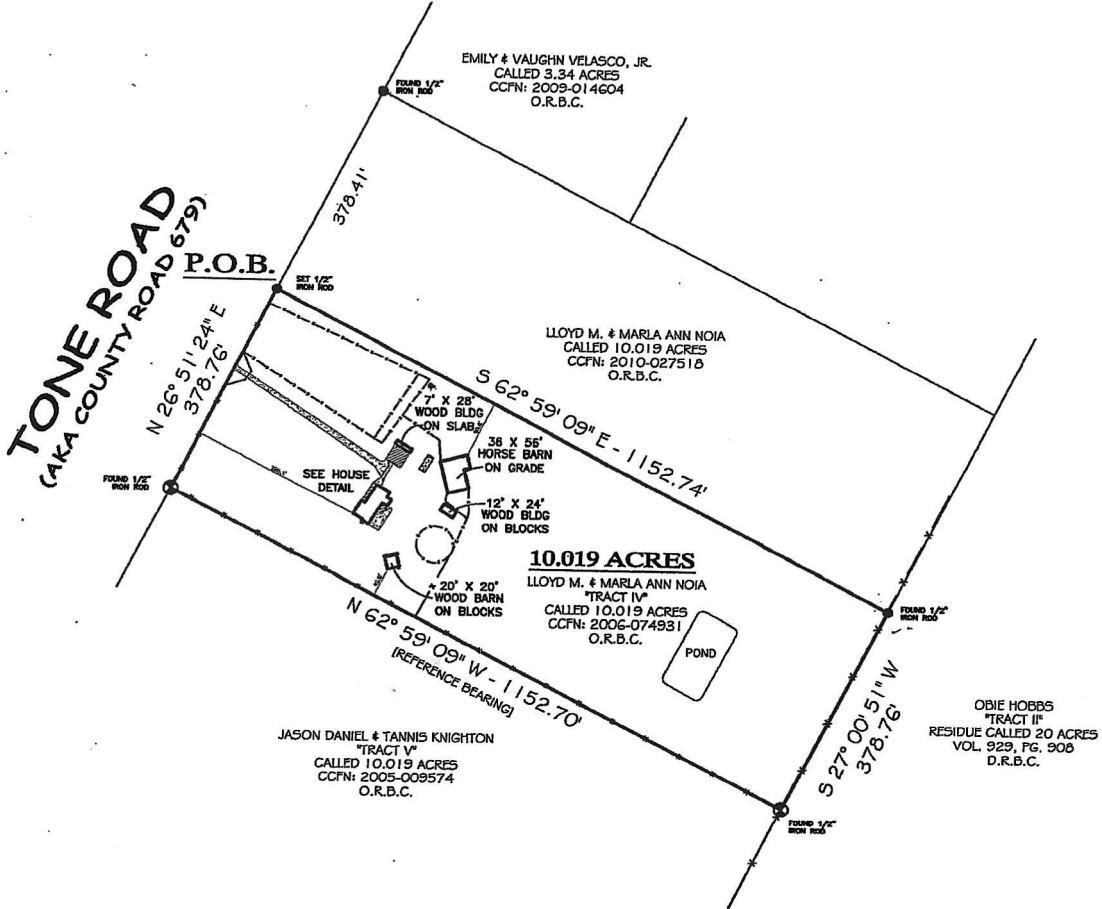 EMILY & VAUGHN VELASCO, JR.
CALLED 3.34 ACRES
CCFN: 2009-014604
O.R.B.C.
FOUND 1/2"
IRON ROD
378.41'
TONE ROAD
(AKA COUNTY ROAD 679)
P.O.B.
SET 1/2"
IRON ROD
N 26° 51' 24" E
378.76'
LLOYD M. & MARLA ANN NOIA
CALLED 10.019 ACRES
CCFN: 2010-027518
O.R.B.C.
S 62° 59' 09" E - 1152.74'
7' X 28'
WOOD BLDG
ON SLAB
36 X 56'
HORSE BARN
ON GRADE
SEE HOUSE
DETAIL
FOUND 1/2"
IRON ROD
12' X 24'
WOOD BLDG
ON BLOCKS
10.019 ACRES
LLOYD M. & MARLA ANN NOIA
"TRACT IV"
CALLED 10.019 ACRES
CCFN: 2006-074931
O.R.B.C.
20' X 20'
WOOD BARN
ON BLOCKS
POND
FOUND 1/2"
IRON ROD
N 62° 59' 09" W - 1152.70'
[REFERENCE BEARING]
S 27° 00' 51" W
378.76'
JASON DANIEL & TANNIS KNIGHTON
"TRACT V"
CALLED 10.019 ACRES
CCFN: 2005-009574
O.R.B.C.
OBIE HOBBS
"TRACT II"
RESIDUE CALLED 20 ACRES
VOL. 929, PG. 908
D.R.B.C.
FOUND 1/2"
IRON ROD